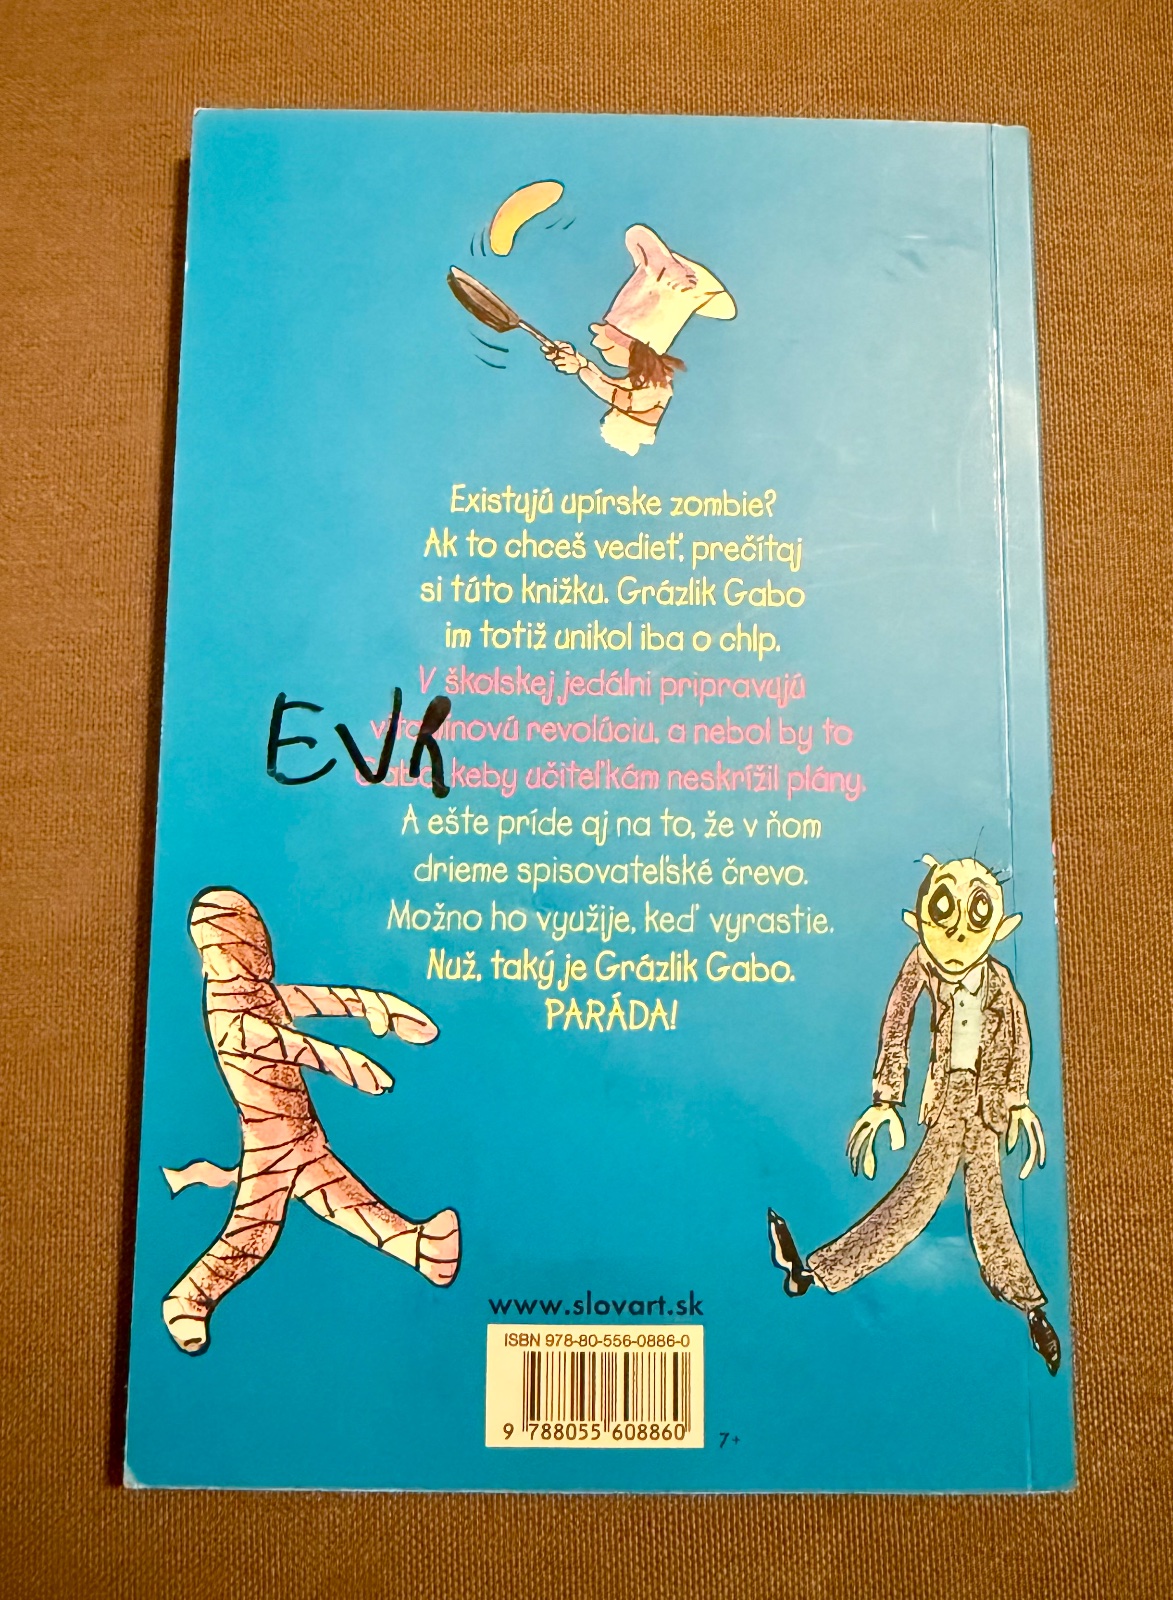 Existujú upírske zombie?
Ak to chceš vedieť, prečítaj
si túto knižku. Grázlik Gabo
im totiž unikol iba o chlp.
V školskej jedálni pripravujú
vitamínovú revolúciu, a nebol by to
Gabo, keby učiteľkám neskrížil plány.
A ešte príde aj na to, že v ňom
drieme spisovateľské črevo.
Možno ho využije, keď vyrastie.
Nuž, taký je Grázlik Gabo.
PARÁDA!
www.slovart.sk
ISBN 978-80-556-0886-0
9 788055 608860
7+